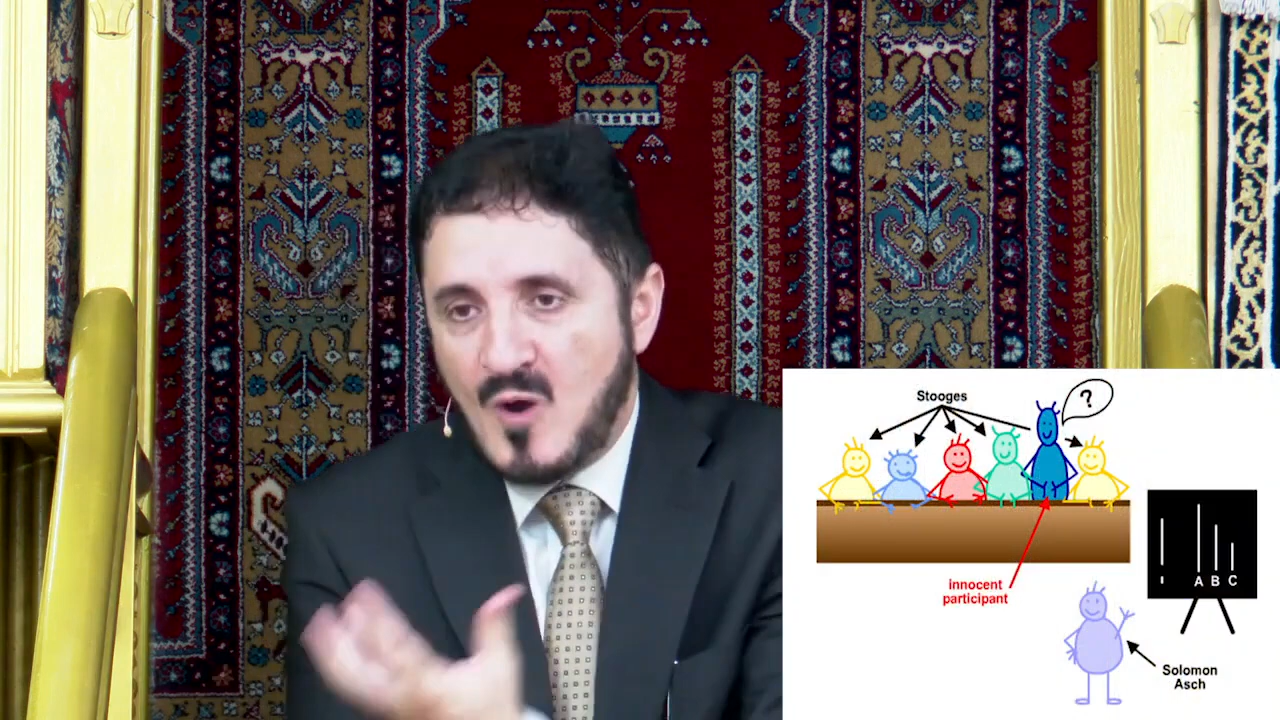 Stooges
?
innocent
participant
A B C
Solomon
Asch